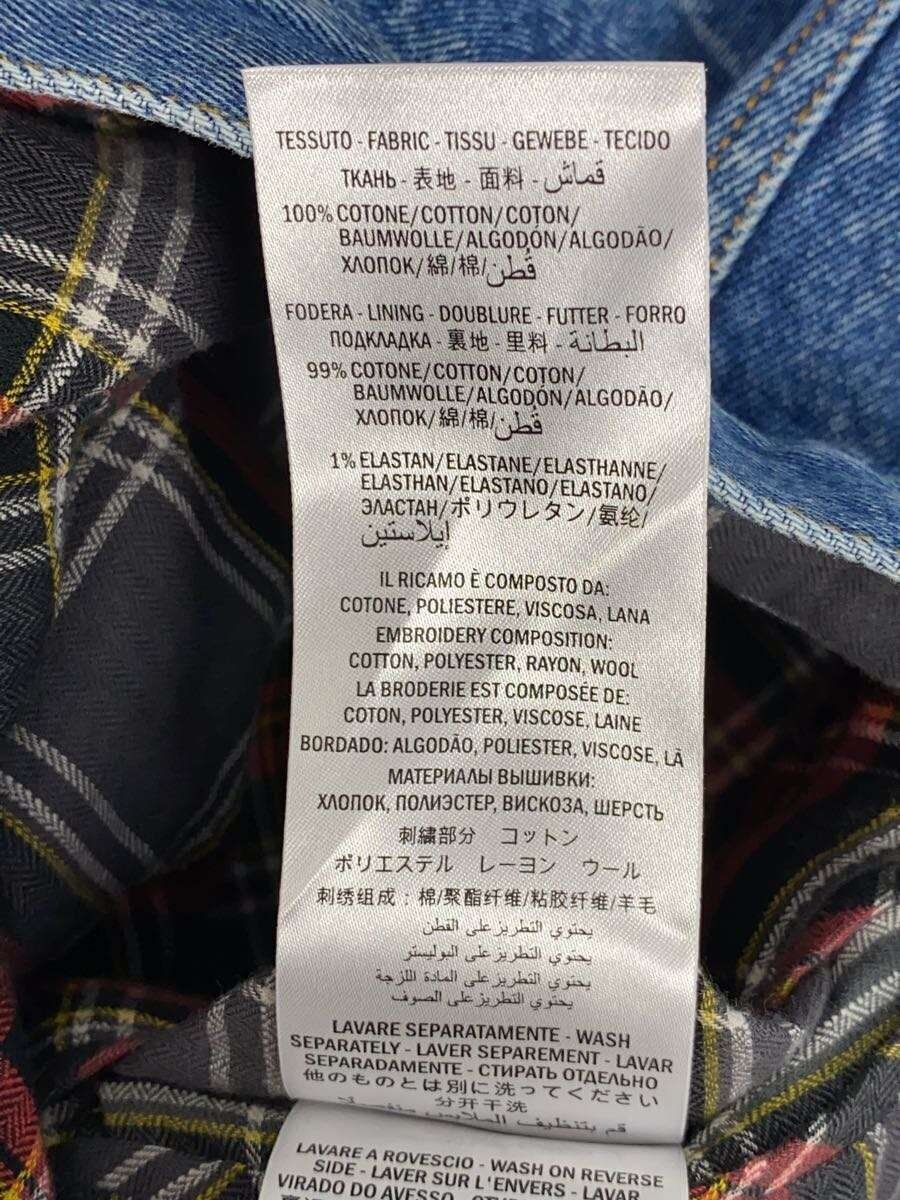 TESSUTO - FABRIC - TISSU - GEWEBE - TECIDO
ТКАНЬ - 表地 - 面料 - قماش
100% COTONE/COTTON/COTON/
BAUMWOLLE/ALGODÓN/ALGODÃO/
ХЛОПОК/綿/棉/قُطن
FODERA - LINING - DOUBLURE - FUTTER - FORRO
ПОДКЛАДКА - 裏地 - 里料 - البطانة
99% COTONE/COTTON/COTON/
BAUMWOLLE/ALGODÓN/ALGODÃO/
ХЛОПОК/綿/棉/قُطن
1% ELASTAN/ELASTANE/ELASTHANNE/
ELASTHAN/ELASTANO/ELASTANO/
ЭЛАСТАН/ポリウレタン/氨纶/
إيلاستين
IL RICAMO È COMPOSTO DA:
COTONE, POLIESTERE, VISCOSA, LANA
EMBROIDERY COMPOSITION:
COTTON, POLYESTER, RAYON, WOOL
LA BRODERIE EST COMPOSÉE DE:
COTON, POLYESTER, VISCOSE, LAINE
BORDADO: ALGODÃO, POLIESTER, VISCOSE, LÃ
МАТЕРИАЛЫ ВЫШИВКИ:
ХЛОПОК, ПОЛИЭСТЕР, ВИСКОЗА, ШЕРСТЬ
刺繍部分 コットン
ポリエステル レーヨン ウール
刺绣组成：棉/聚酯纤维/粘胶纤维/羊毛
يحتوي التطريز على القطن
يحتوي التطريز على البوليستر
يحتوي التطريز على المادة اللزجة
يحتوي التطريز على الصوف
LAVARE SEPARATAMENTE - WASH
SEPARATELY - LAVER SEPAREMENT - LAVAR
SEPARADAMENTE - СТИРАТЬ ОТДЕЛЬНО
他のものとは別に洗ってください
分开干洗
قم بتنظيف الملابس
LAVARE A ROVESCIO - WASH ON REVERSE
SIDE - LAVER SUR L'ENVERS - LAVAR
VIRADO DO AVESSO